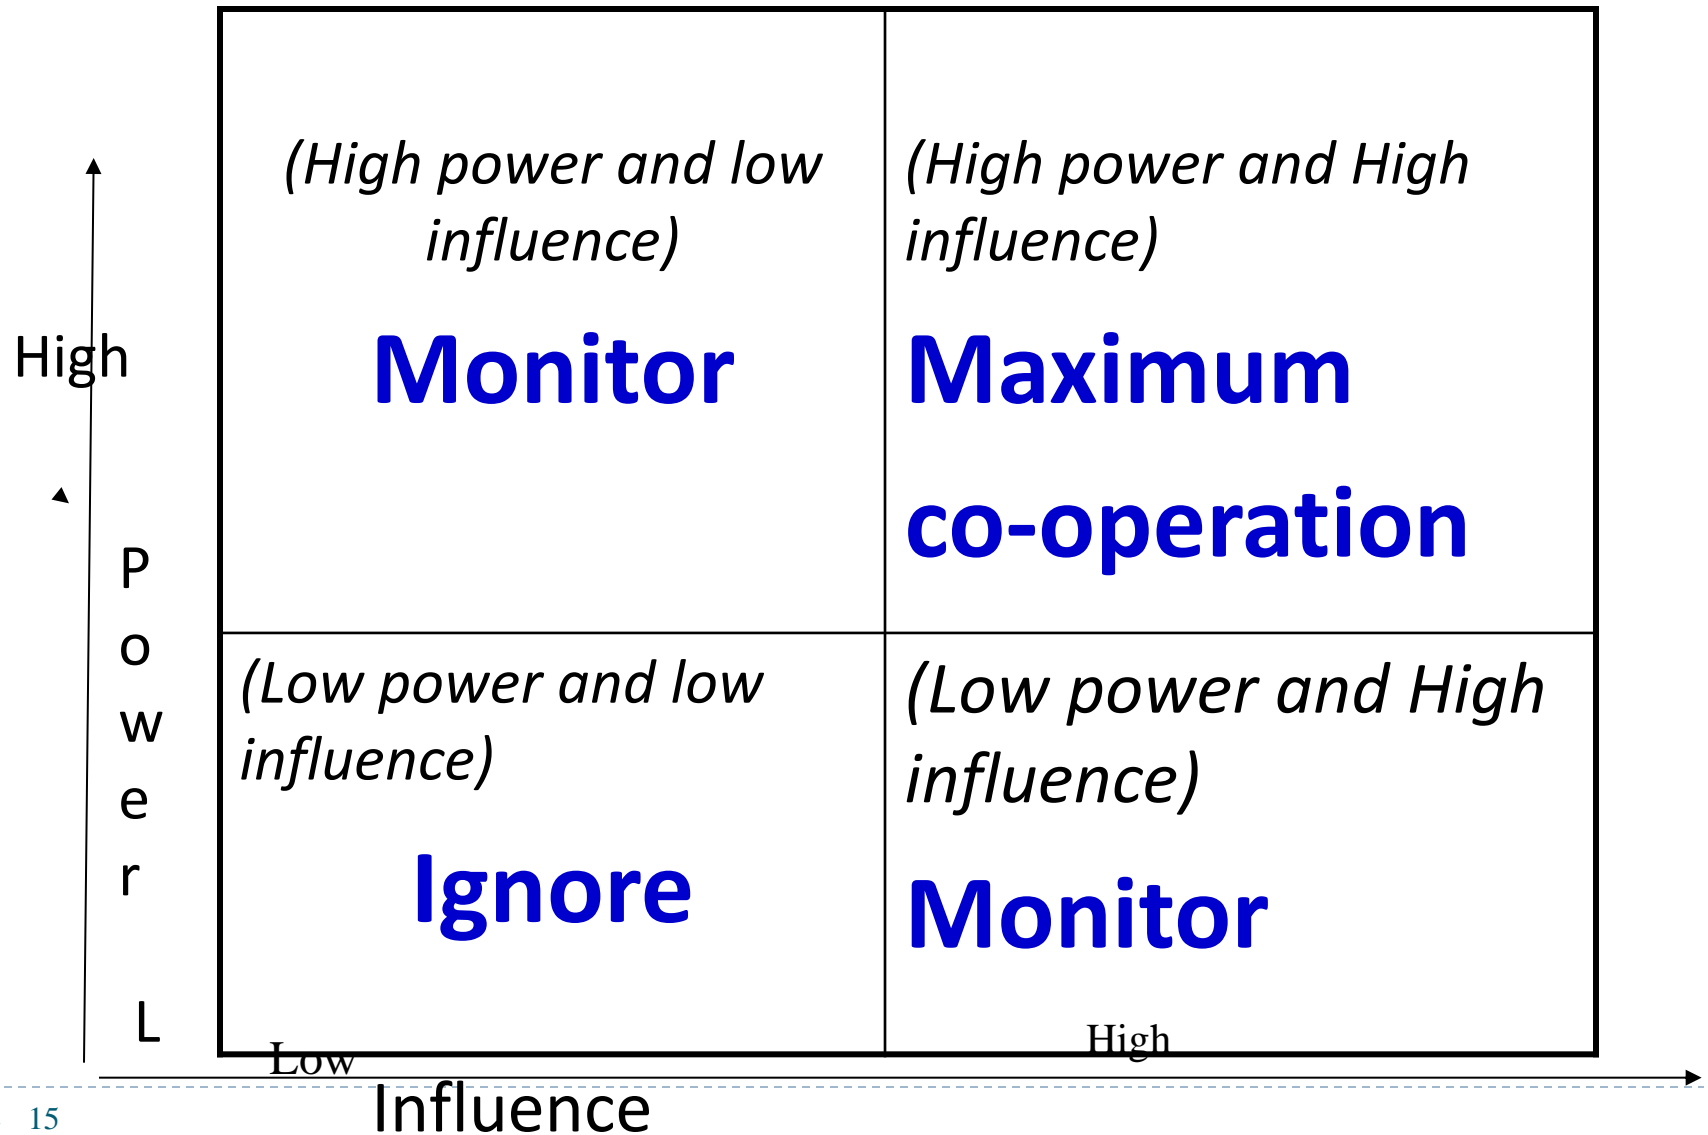 (High power and low
influence)
Monitor
(High power and High
influence)
Maximum
co-operation
High
P
o
w
e
r
L
(Low power and low
influence)
Ignore
(Low power and High
influence)
Monitor
Low
High
Influence
15